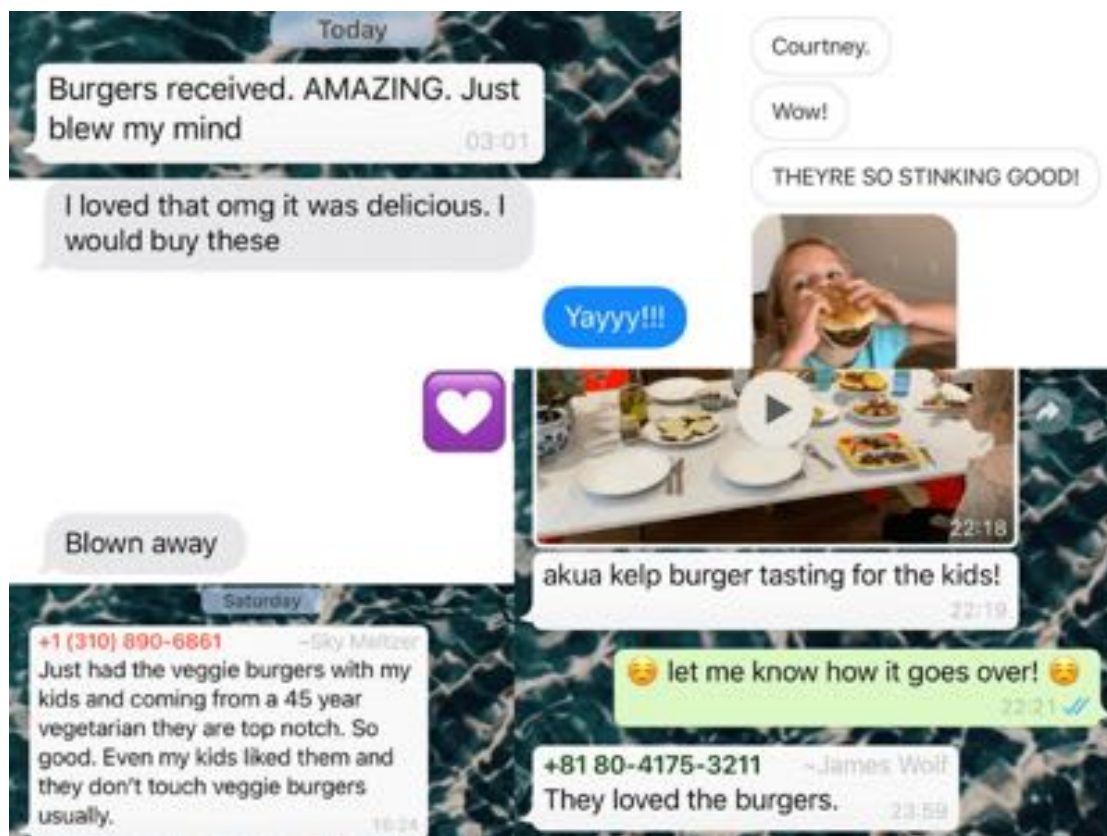 Today
Burgers received. AMAZING. Just
blew my mind
03:01
I loved that omg it was delicious. I
would buy these
Yayyy!!!
Blown away
Courtney.
Wow!
THEYRE SO STINKING GOOD!
22:18
akua kelp burger tasting for the kids!
22:19
let me know how it goes over!
22:21
+81 80-4175-3211 ~James Wolf
They loved the burgers.
23:59
Saturday
+1 (310) 890-6861 ~Sky Meltzer
Just had the veggie burgers with my
kids and coming from a 45 year
vegetarian they are top notch. So
good. Even my kids liked them and
they don't touch veggie burgers
usually.